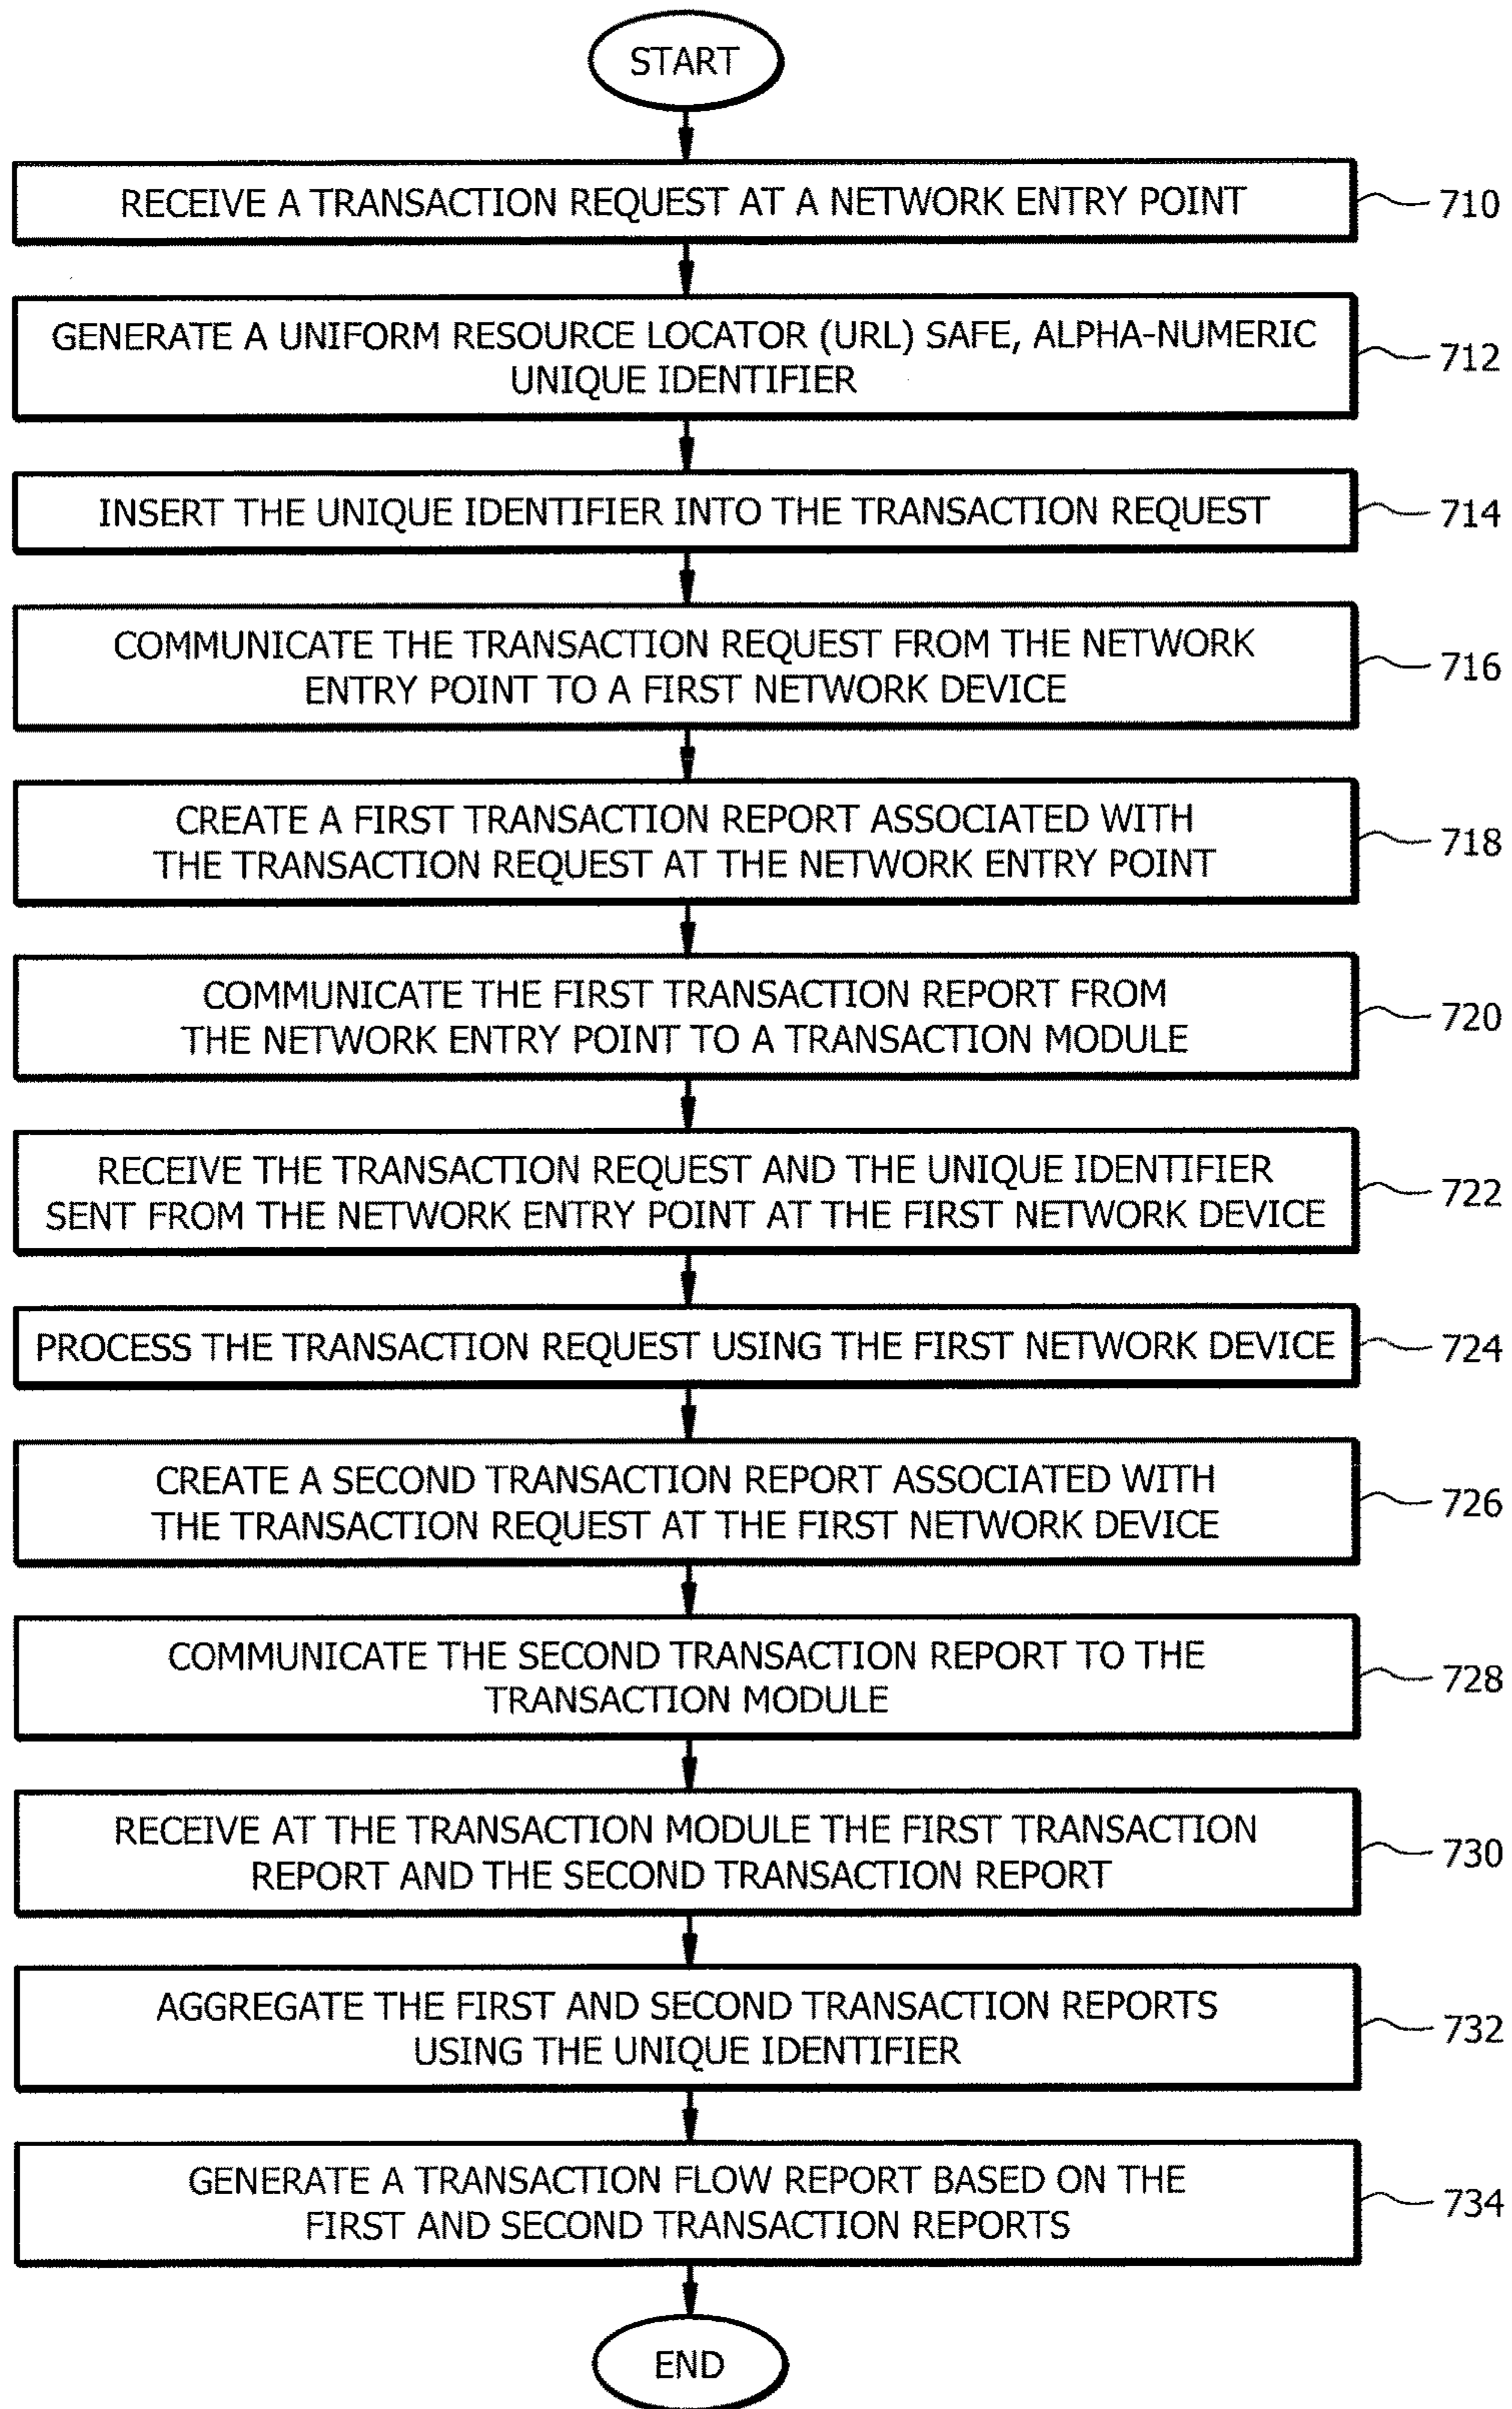 START
RECEIVE A TRANSACTION REQUEST AT A NETWORK ENTRY POINT
710
GENERATE A UNIFORM RESOURCE LOCATOR (URL) SAFE, ALPHA-NUMERIC
UNIQUE IDENTIFIER
712
INSERT THE UNIQUE IDENTIFIER INTO THE TRANSACTION REQUEST
714
COMMUNICATE THE TRANSACTION REQUEST FROM THE NETWORK
ENTRY POINT TO A FIRST NETWORK DEVICE
716
CREATE A FIRST TRANSACTION REPORT ASSOCIATED WITH
THE TRANSACTION REQUEST AT THE NETWORK ENTRY POINT
718
COMMUNICATE THE FIRST TRANSACTION REPORT FROM
THE NETWORK ENTRY POINT TO A TRANSACTION MODULE
720
RECEIVE THE TRANSACTION REQUEST AND THE UNIQUE IDENTIFIER
SENT FROM THE NETWORK ENTRY POINT AT THE FIRST NETWORK DEVICE
722
PROCESS THE TRANSACTION REQUEST USING THE FIRST NETWORK DEVICE
724
CREATE A SECOND TRANSACTION REPORT ASSOCIATED WITH
THE TRANSACTION REQUEST AT THE FIRST NETWORK DEVICE
726
COMMUNICATE THE SECOND TRANSACTION REPORT TO THE
TRANSACTION MODULE
728
RECEIVE AT THE TRANSACTION MODULE THE FIRST TRANSACTION
REPORT AND THE SECOND TRANSACTION REPORT
730
AGGREGATE THE FIRST AND SECOND TRANSACTION REPORTS
USING THE UNIQUE IDENTIFIER
732
GENERATE A TRANSACTION FLOW REPORT BASED ON THE
FIRST AND SECOND TRANSACTION REPORTS
734
END